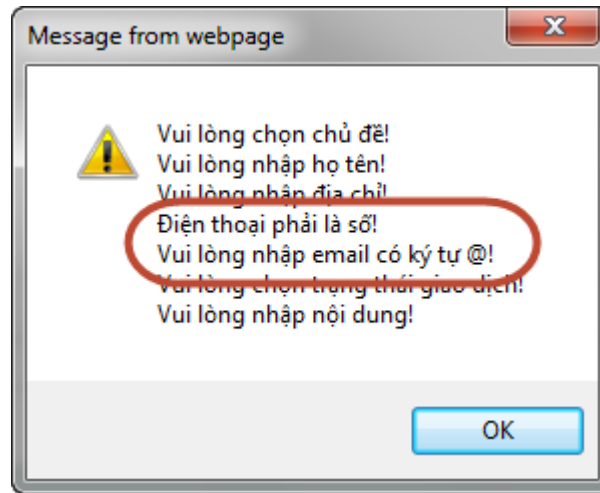 Message from webpage
Vui lòng chọn chủ đề!
Vui lòng nhập họ tên!
Vui lòng nhập địa chỉ!
Điện thoại phải là số!
Vui lòng nhập email có ký tự @!
Vui lòng chọn trạng thái giao dịch!
Vui lòng nhập nội dung!
OK